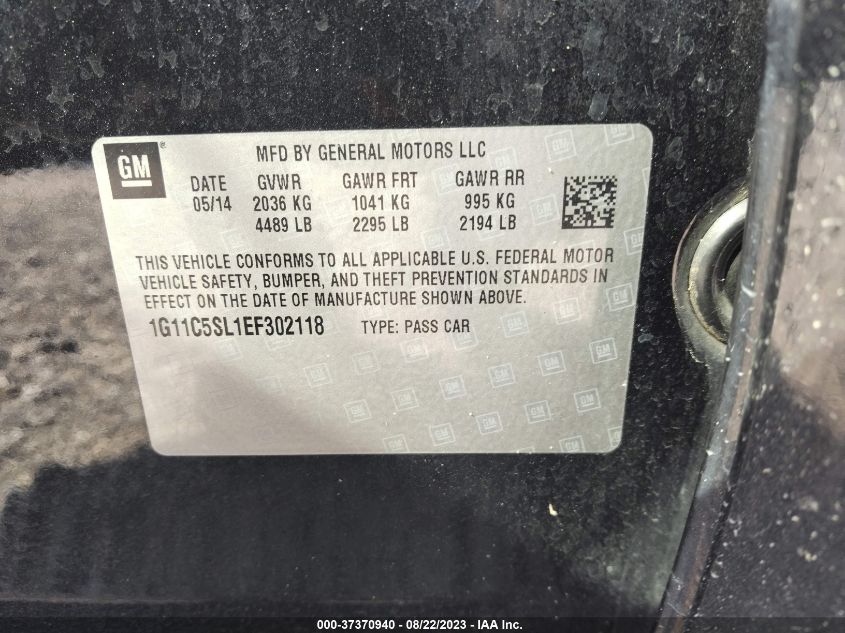 GM ® MFD BY GENERAL MOTORS LLC
DATE GVWR GAWR FRT GAWR RR
05/14 2036 KG 1041 KG 995 KG
4489 LB 2295 LB 2194 LB
THIS VEHICLE CONFORMS TO ALL APPLICABLE U.S. FEDERAL MOTOR
VEHICLE SAFETY, BUMPER, AND THEFT PREVENTION STANDARDS IN
EFFECT ON THE DATE OF MANUFACTURE SHOWN ABOVE.
1G11C5SL1EF302118 TYPE: PASS CAR
000-37370940 - 08/22/2023 - IAA Inc.